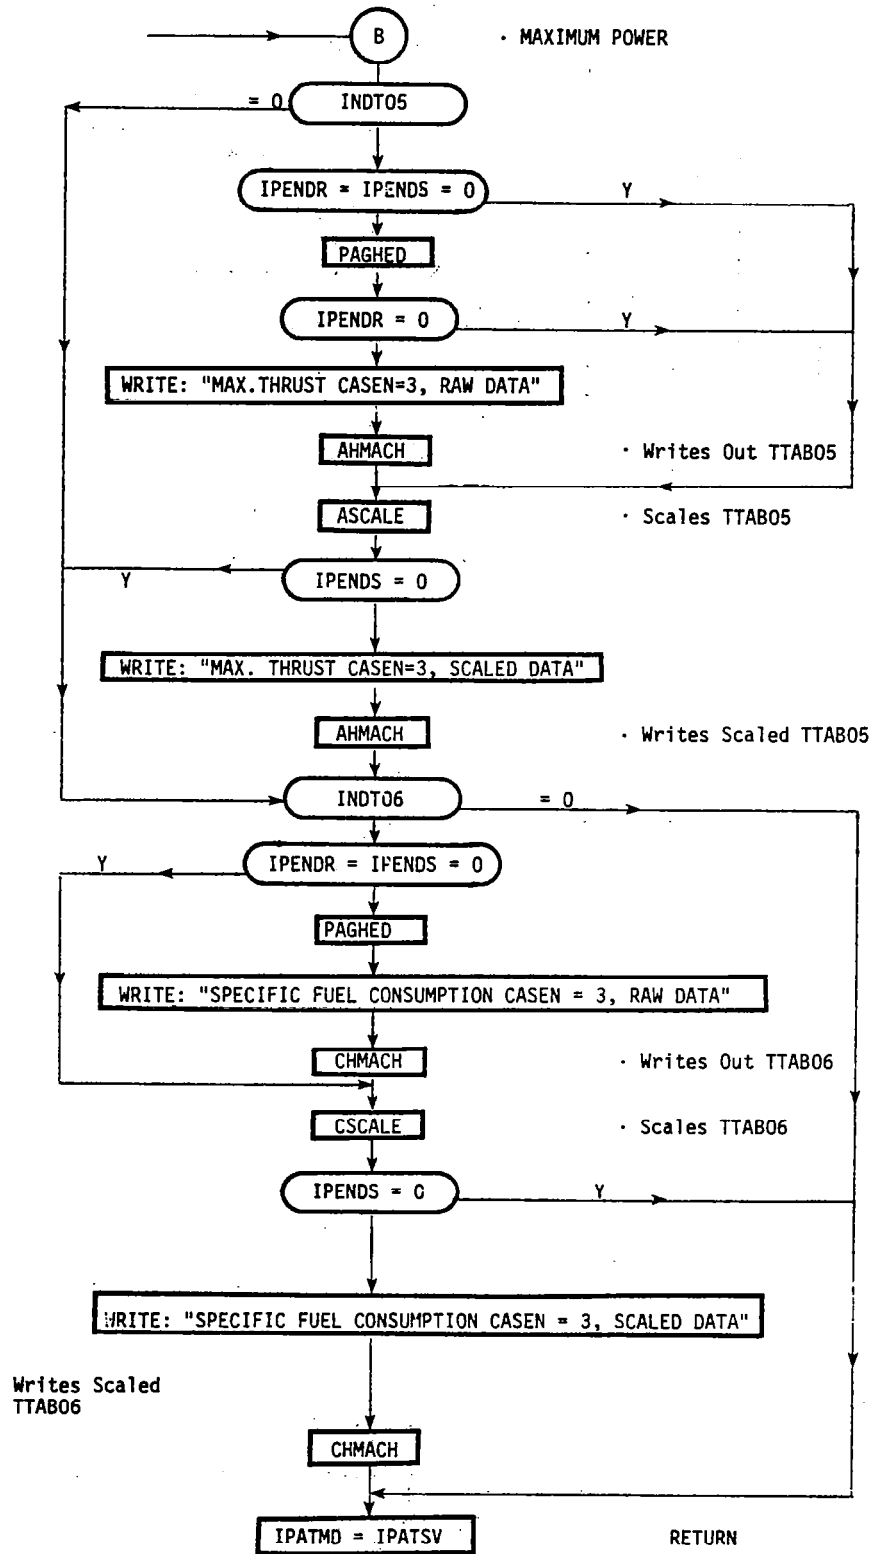 B
· MAXIMUM POWER
= 0
INDT05
IPENDR = IPENDS = 0
Y
PAGHED
IPENDR = 0
Y
WRITE: "MAX.THRUST CASEN=3, RAW DATA"
AHMACH
· Writes Out TTAB05
ASCALE
· Scales TTAB05
IPENDS = 0
Y
WRITE: "MAX. THRUST CASEN=3, SCALED DATA"
AHMACH
· Writes Scaled TTAB05
INDT06
= 0
Y
IPENDR = IPENDS = 0
PAGHED
WRITE: "SPECIFIC FUEL CONSUMPTION CASEN = 3, RAW DATA"
CHMACH
· Writes Out TTAB06
CSCALE
· Scales TTAB06
IPENDS = 0
Y
WRITE: "SPECIFIC FUEL CONSUMPTION CASEN = 3, SCALED DATA"
Writes Scaled
TTAB06
CHMACH
IPATMD = IPATSV
RETURN